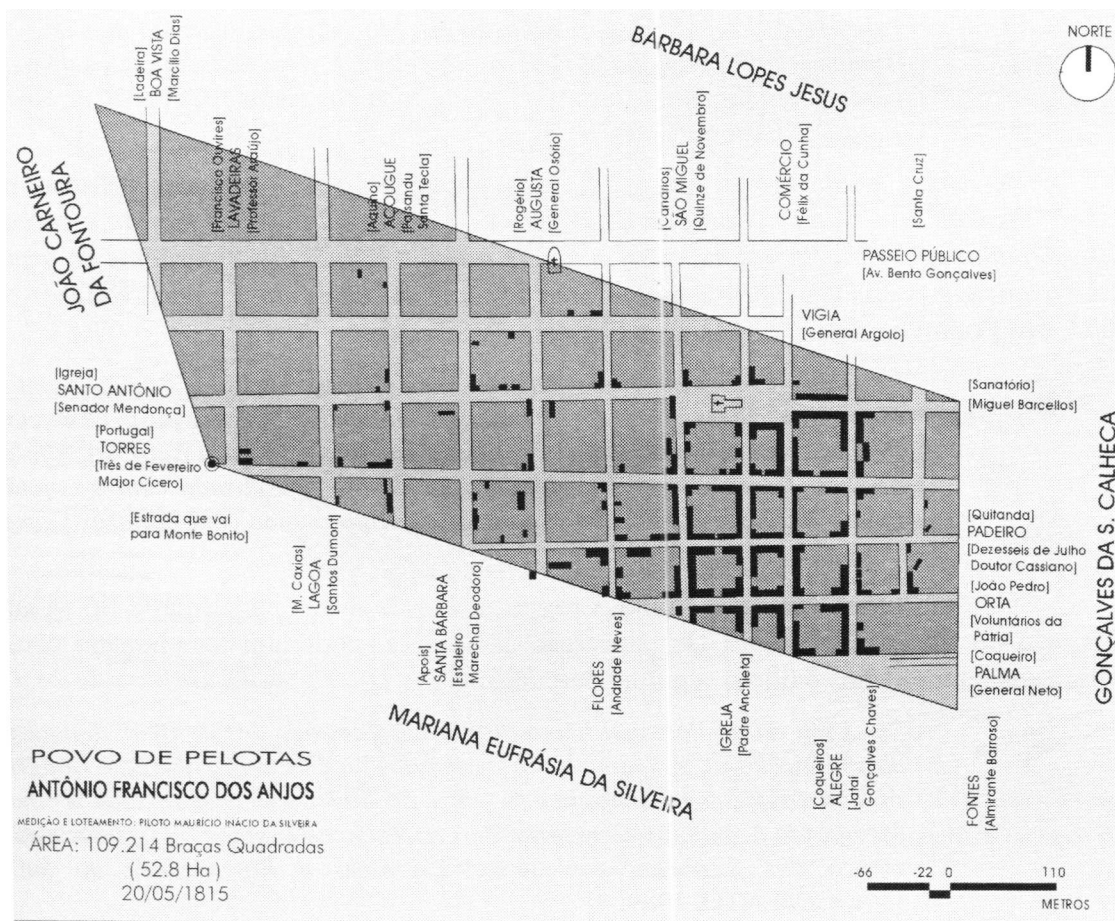 NORTE
BÁRBARA LOPES JESUS
[Ladeira]
BOA VISTA
[Marcílio Dias]
[Francisco Ouvires]
LAVADEIRAS
[Profesor Araújo]
[Aquino]
AÇOUGUE
[Paisandu
Santa Tecla]
[Rogério]
AUGUSTA
[General Osório]
[Canários]
SÃO MIGUEL
[Quinze de Novembro]
COMÉRCIO
[Félix da Cunha]
[Santa Cruz]
JOÃO CARNEIRO
DA FONTOURA
PASSEIO PÚBLICO
[Av. Bento Gonçalves]
VIGIA
[General Argolo]
[Igreja]
SANTO ANTÔNIO
[Senador Mendonça]
[Portugal]
TORRES
[Três de Fevereiro
Major Cícero]
[Estrada que vai
para Monte Bonito]
[Sanatório]
[Miguel Barcellos]
[Quitanda]
PADEIRO
[Dezesseis de Julho
Doutor Cassiano]
[João Pedro]
ORTA
[Voluntários da
Pátria]
[Coqueiro]
PALMA
[General Neto]
GONÇALVES DA S. CALHECA
[M. Caxias]
LAGOA
[Santos Dumont]
[Apois]
SANTA BÁRBARA
[Estaleiro
Marechal Deodoro]
FLORES
[Andrade Neves]
IGREJA
[Padre Anchieta]
[Coqueiros]
ALEGRE
[Jataí
Gonçalves Chaves]
FONTES
[Almirante Barroso]
MARIANA EUFRÁSIA DA SILVEIRA
POVO DE PELOTAS
ANTÔNIO FRANCISCO DOS ANJOS
MEDIÇÃO E LOTEAMENTO: PILOTO MAURÍCIO INÁCIO DA SILVEIRA
ÁREA: 109.214 Braças Quadradas
( 52.8 Ha )
20/05/1815
-66 -22 0 110
METROS